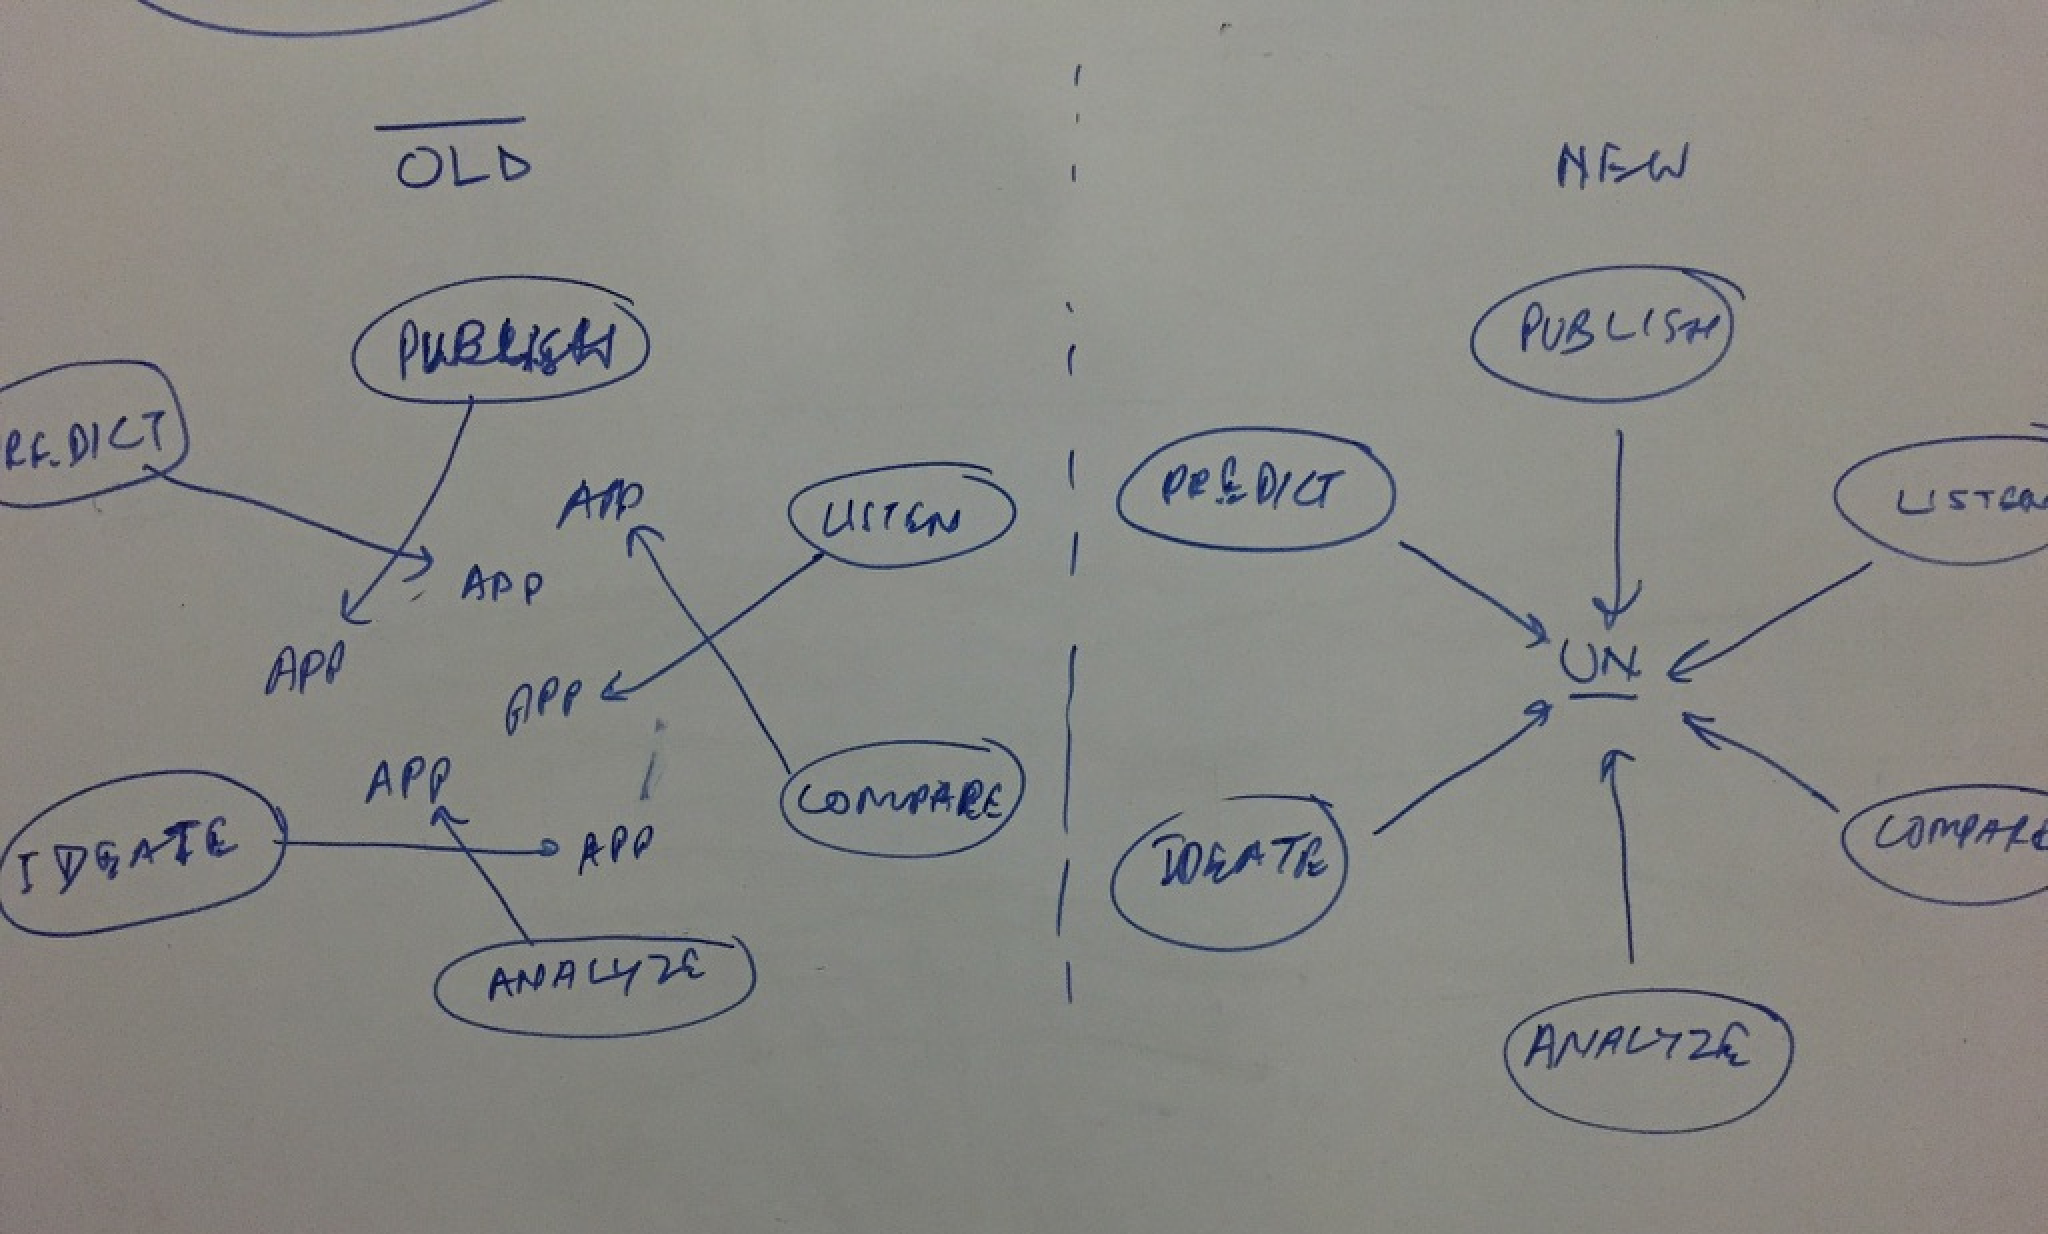 OLD
PUBLISH
REDICT
APP
LISTEN
APP
APP
APP
APP
COMPARE
IDEATE
APP
ANALYZE
NEW
PUBLISH
PREDICT
LISTEN
UN
IDEATE
COMPARE
ANALYZE